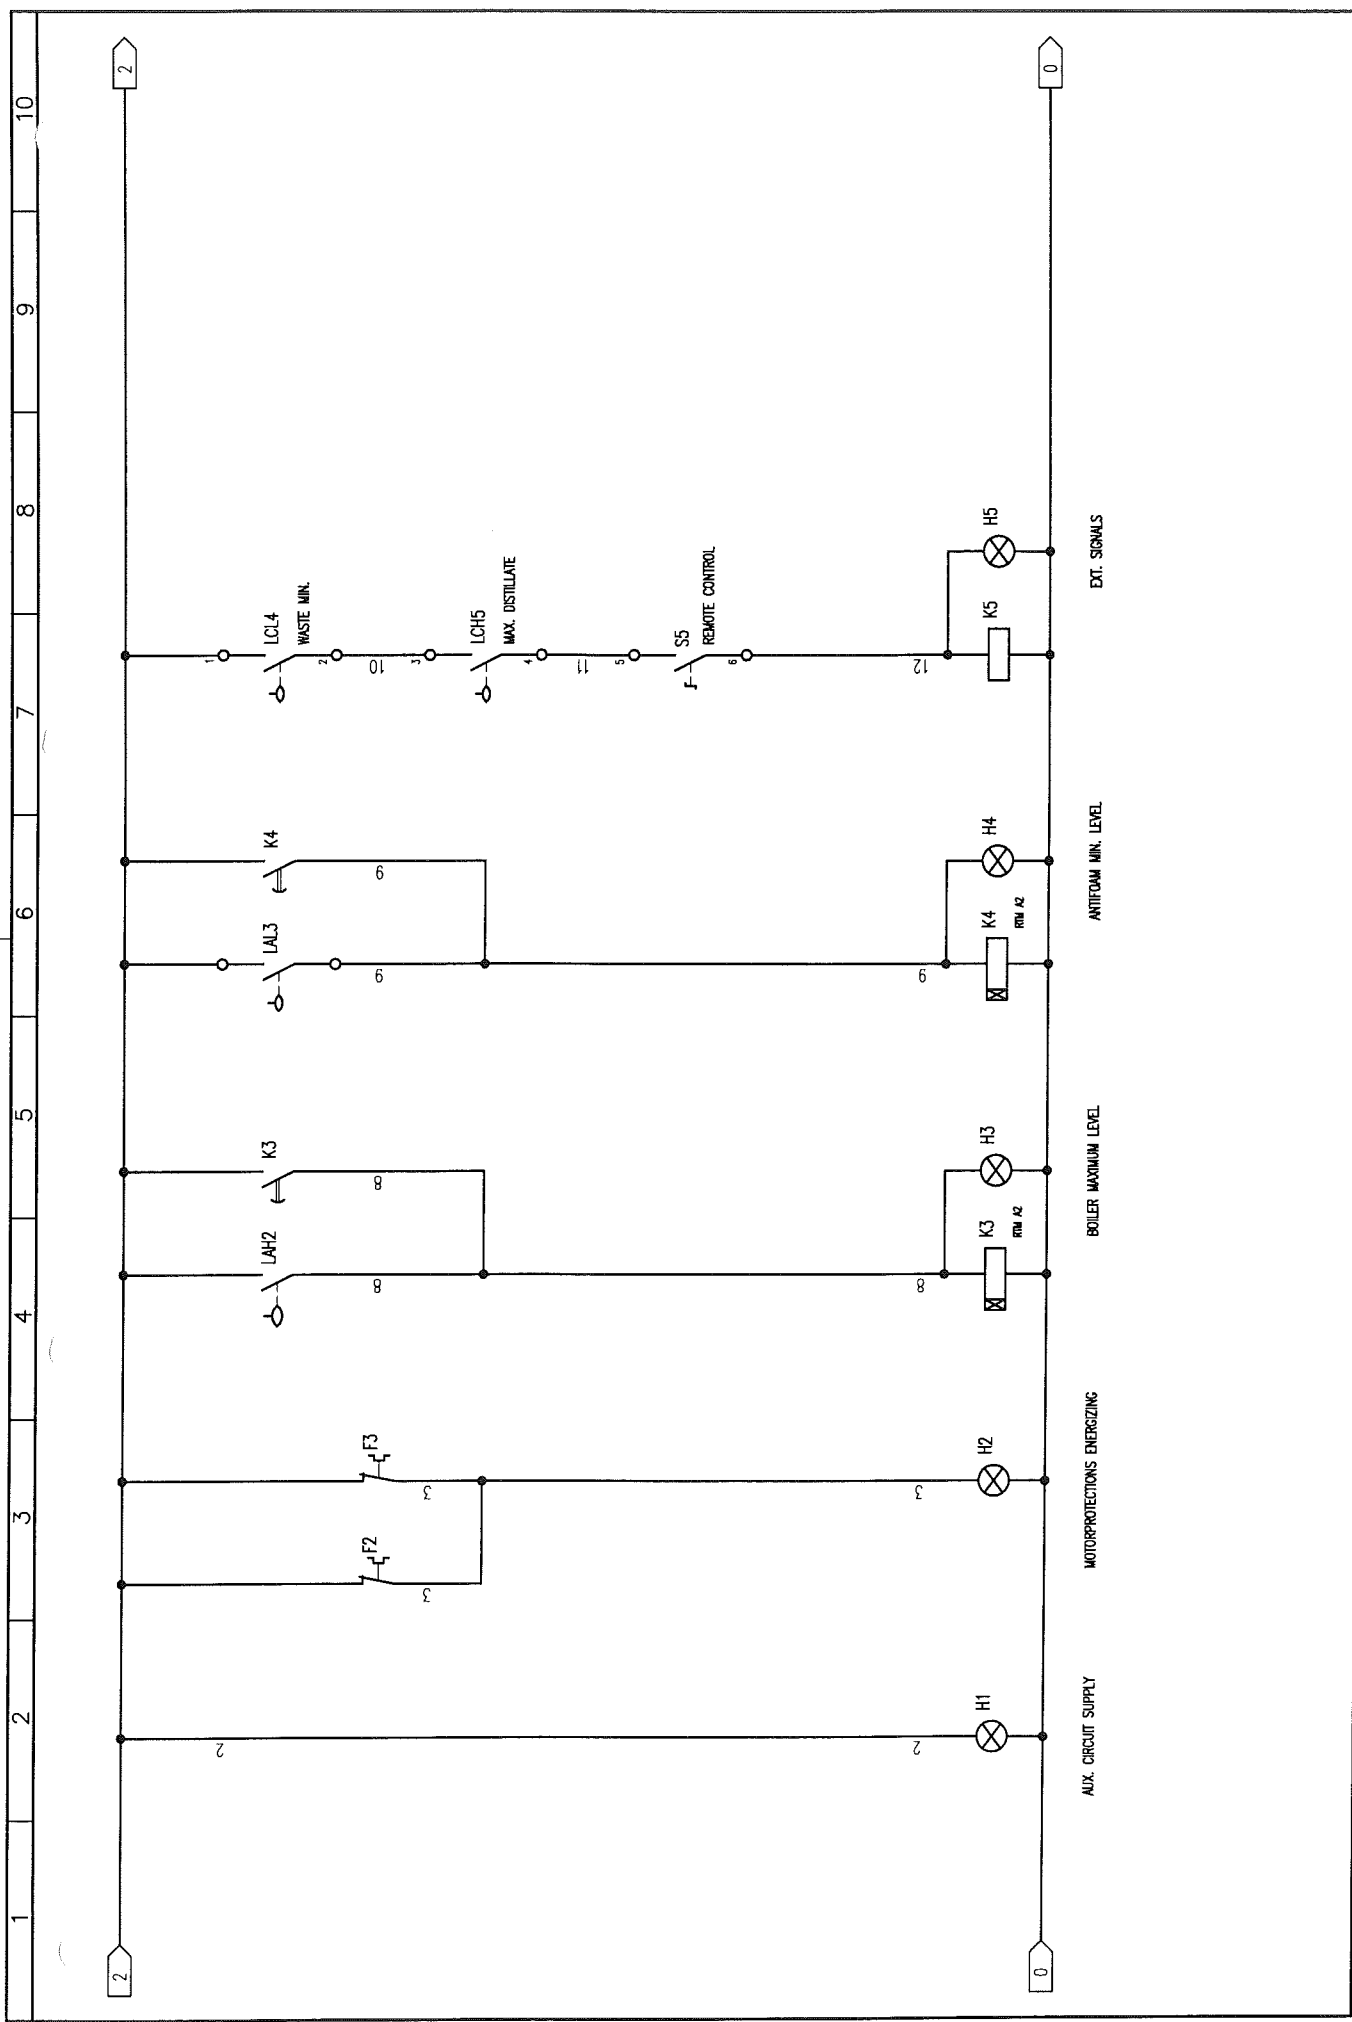 1 2 3 4 5 6 7 8 9 10
2
2
LAH2
K3
LAL3
K4
LCL4
WASTE MIN.
1
2
10
F2
F3
3
3
8
8
9
9
3
LCH5
MAX. DISTILLATE
4
11
5
S5
REMOTE CONTROL
6
2
2
3
8
9
12
H1
H2
K3
RTM A2
H3
K4
RTM A2
H4
K5
H5
0
0
AUX. CIRCUIT SUPPLY
MOTORPROTECTIONS ENERGIZING
BOILER MAXIMUM LEVEL
ANTIFOAM MIN. LEVEL
EXT. SIGNALS